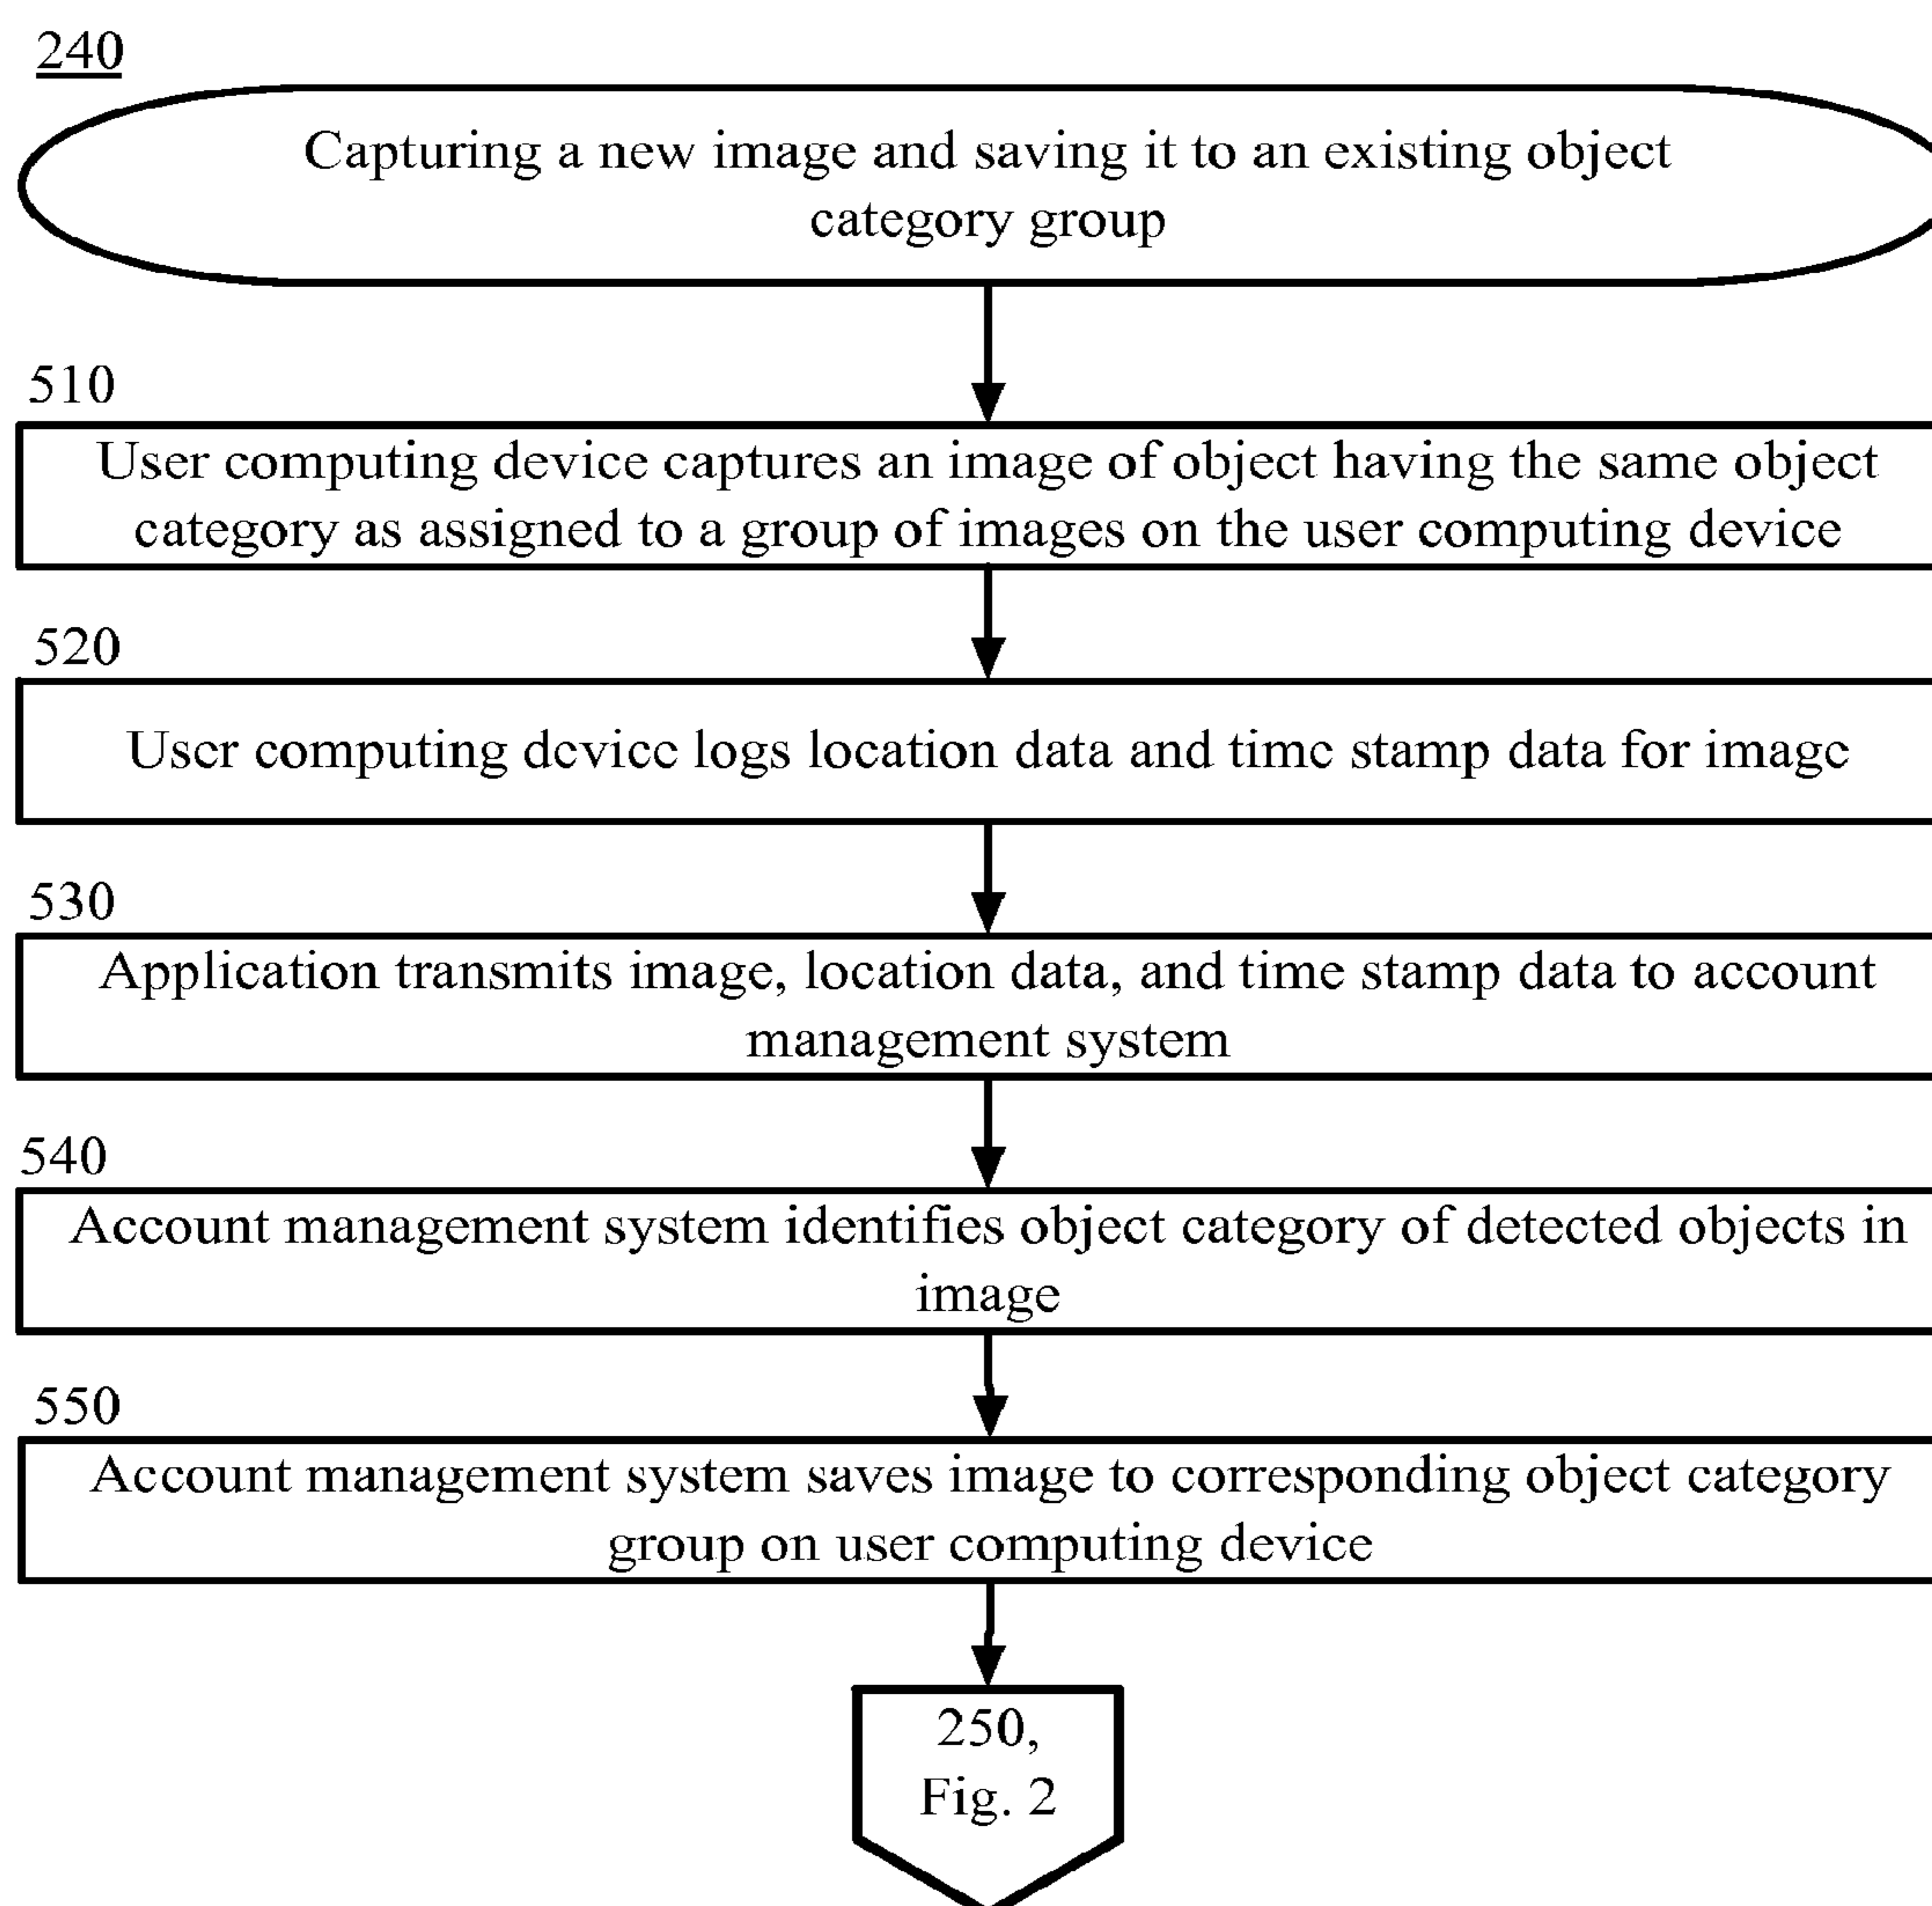 240
Capturing a new image and saving it to an existing object
category group
510
User computing device captures an image of object having the same object
category as assigned to a group of images on the user computing device
520
User computing device logs location data and time stamp data for image
530
Application transmits image, location data, and time stamp data to account
management system
540
Account management system identifies object category of detected objects in
image
550
Account management system saves image to corresponding object category
group on user computing device
250,
Fig. 2